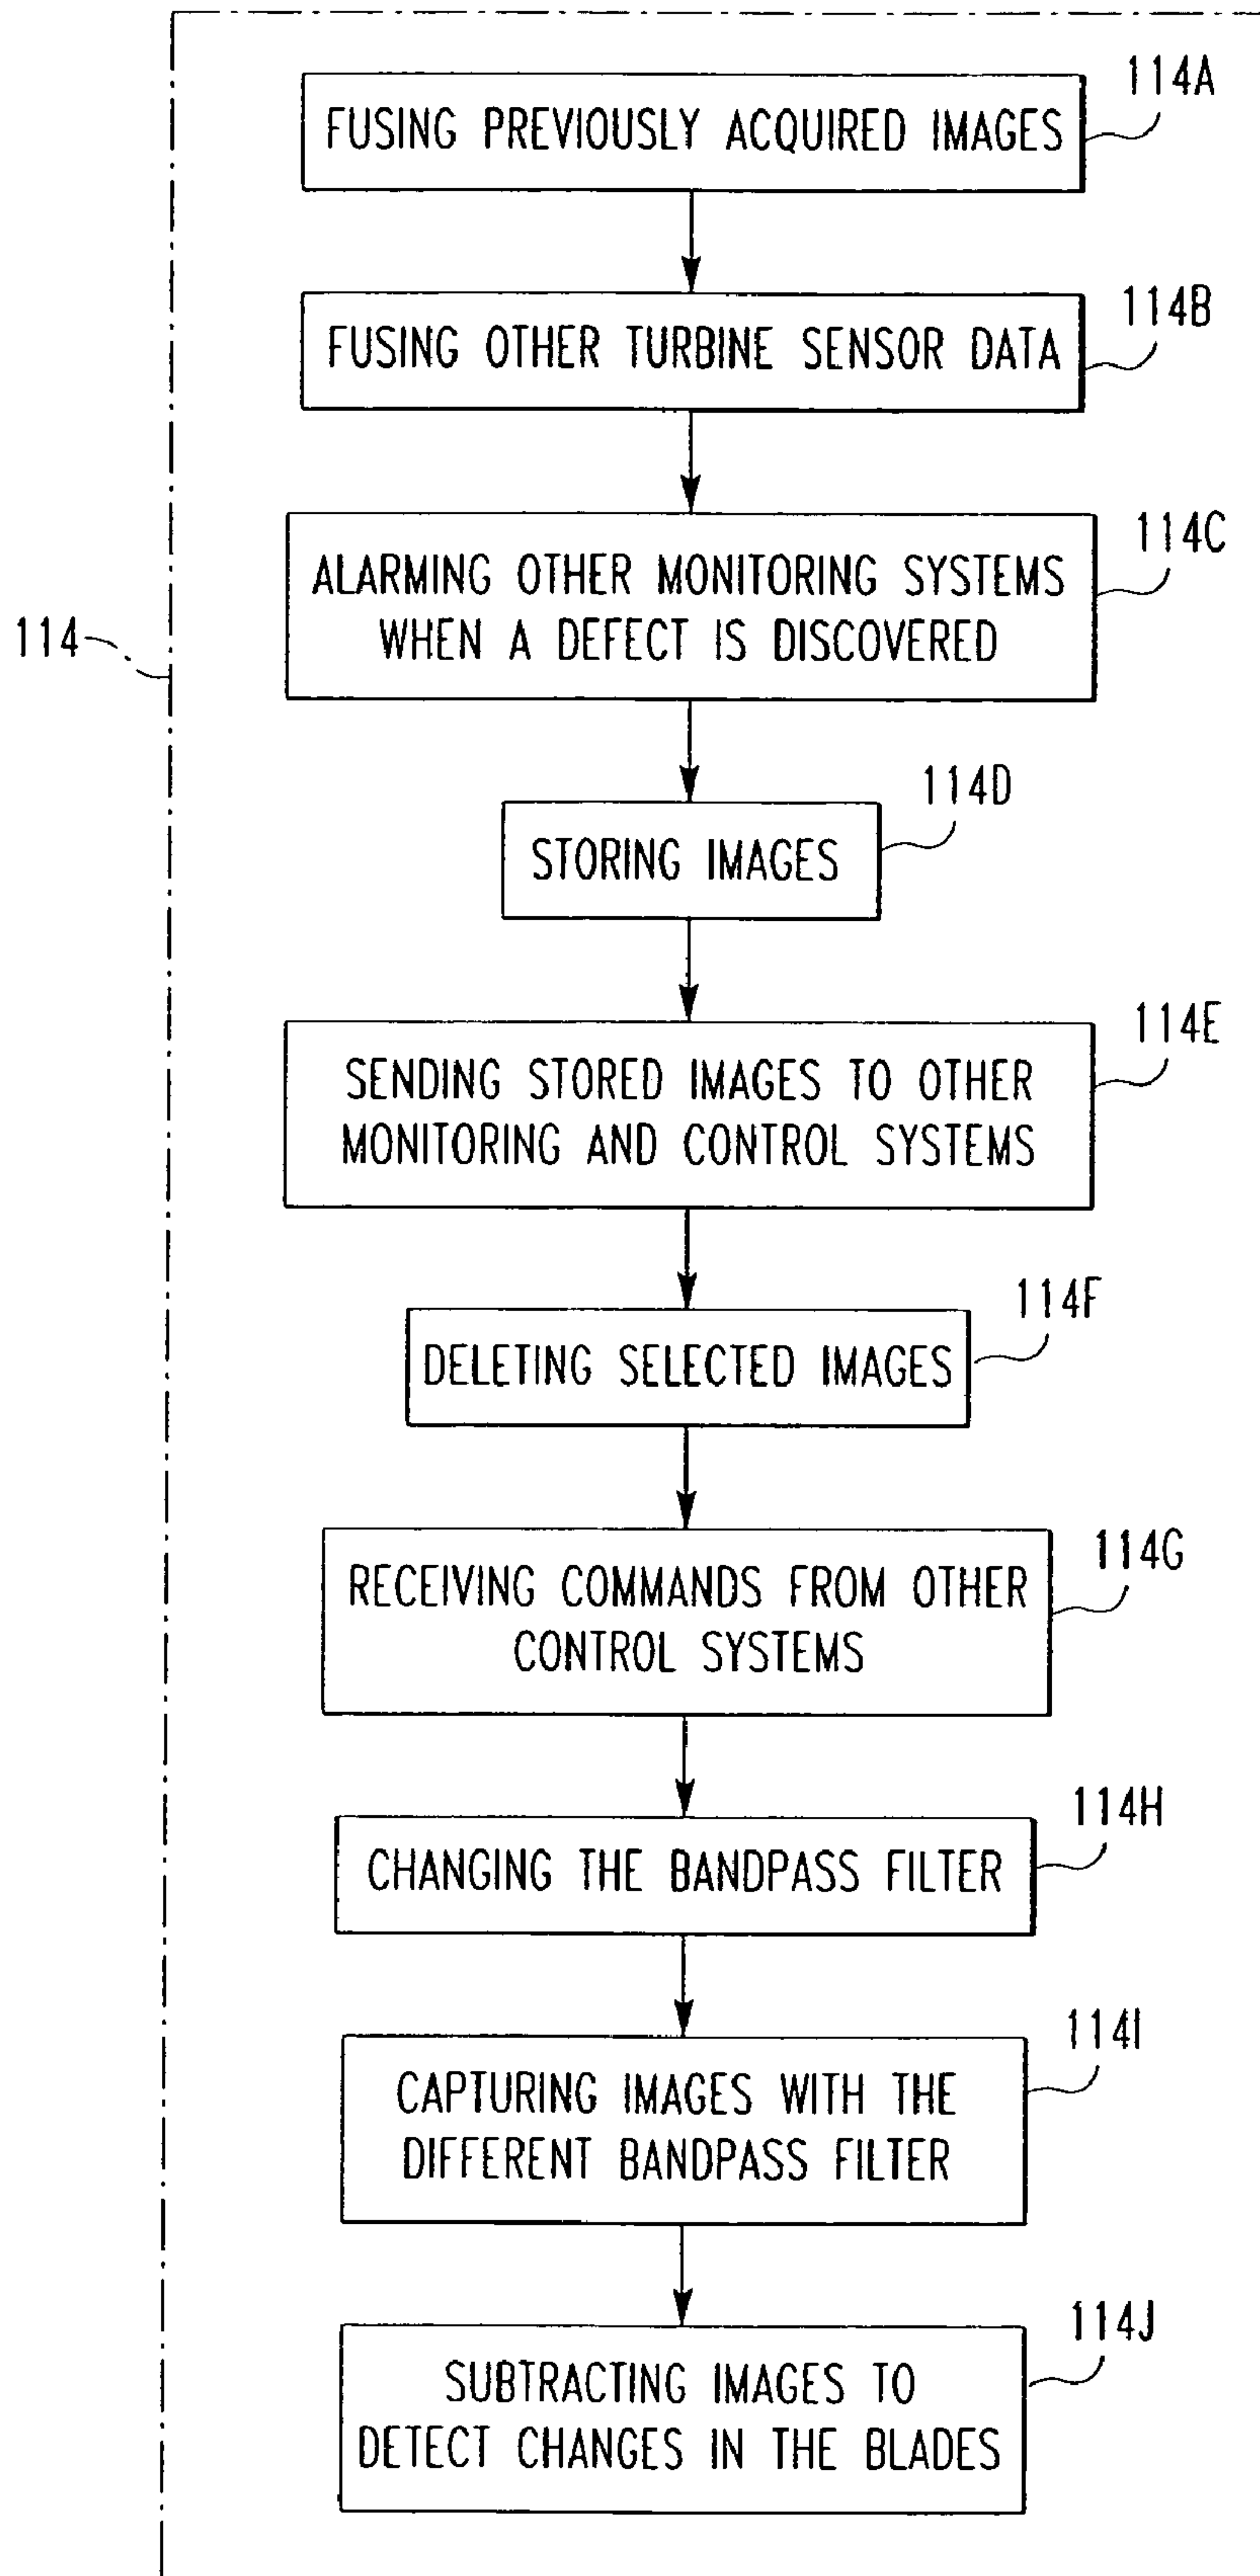 114A
FUSING PREVIOUSLY ACQUIRED IMAGES
114B
FUSING OTHER TURBINE SENSOR DATA
114C
ALARMING OTHER MONITORING SYSTEMS
WHEN A DEFECT IS DISCOVERED
114
114D
STORING IMAGES
114E
SENDING STORED IMAGES TO OTHER
MONITORING AND CONTROL SYSTEMS
114F
DELETING SELECTED IMAGES
114G
RECEIVING COMMANDS FROM OTHER
CONTROL SYSTEMS
114H
CHANGING THE BANDPASS FILTER
114I
CAPTURING IMAGES WITH THE
DIFFERENT BANDPASS FILTER
114J
SUBTRACTING IMAGES TO
DETECT CHANGES IN THE BLADES